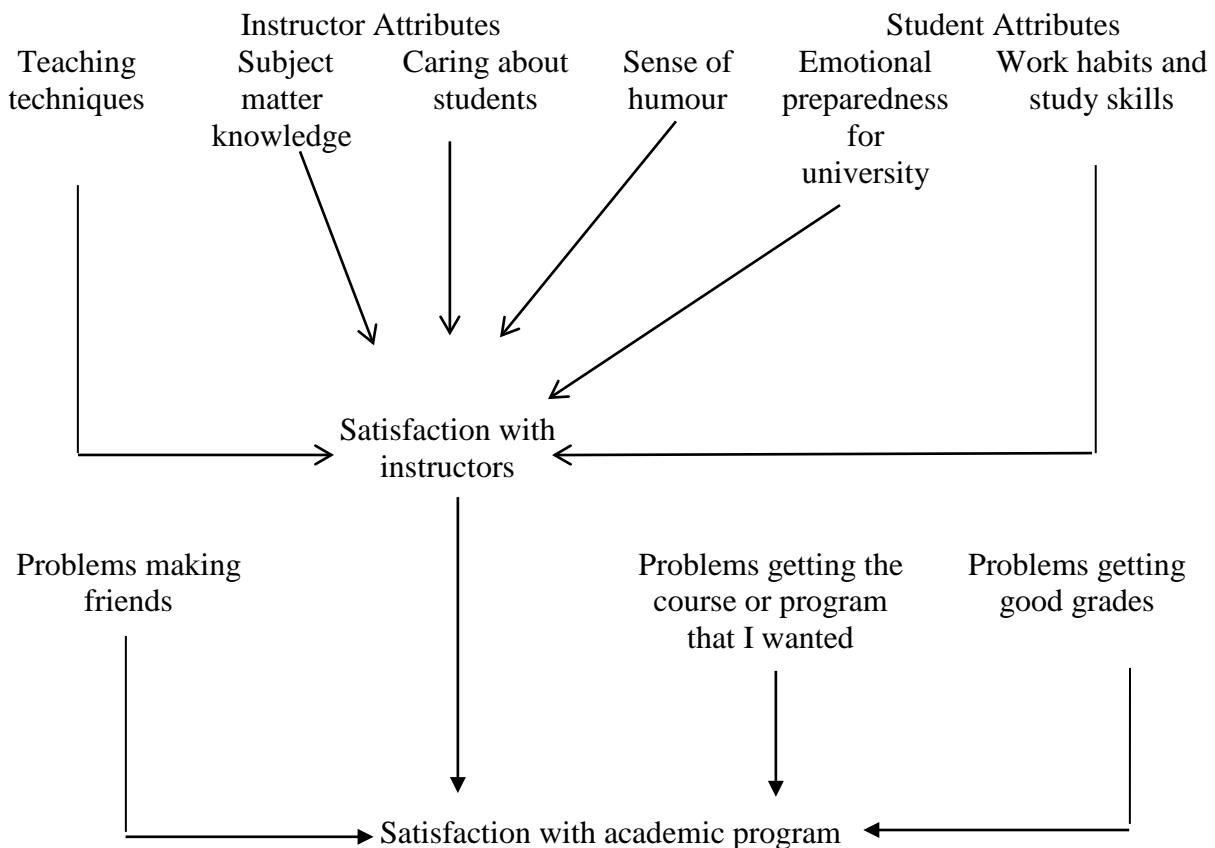 Instructor Attributes
Student Attributes
Teaching
techniques
Subject
matter
knowledge
Caring about
students
Sense of
humour
Emotional
preparedness
for
university
Work habits and
study skills
Satisfaction with
instructors
Problems making
friends
Problems getting the
course or program
that I wanted
Problems getting
good grades
Satisfaction with academic program